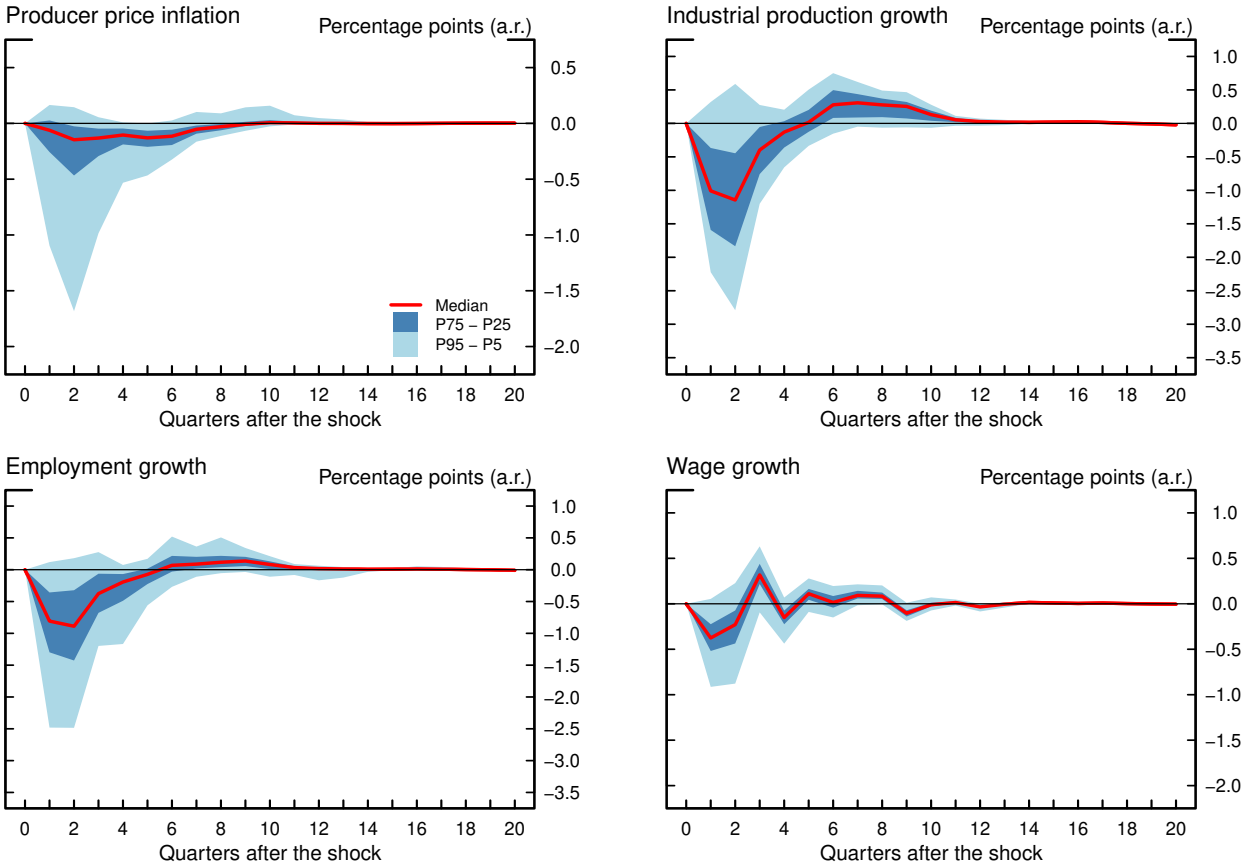 Producer price inflation
Percentage points (a.r.)
0.5
0.0
−0.5
−1.0
−1.5
−2.0
Median
P75 − P25
P95 − P5
0 2 4 6 8 10 12 14 16 18 20
Quarters after the shock
Industrial production growth
Percentage points (a.r.)
1.0
0.5
0.0
−0.5
−1.0
−1.5
−2.0
−2.5
−3.0
−3.5
0 2 4 6 8 10 12 14 16 18 20
Quarters after the shock
Employment growth
Percentage points (a.r.)
1.0
0.5
0.0
−0.5
−1.0
−1.5
−2.0
−2.5
−3.0
−3.5
0 2 4 6 8 10 12 14 16 18 20
Quarters after the shock
Wage growth
Percentage points (a.r.)
1.0
0.5
0.0
−0.5
−1.0
−1.5
−2.0
0 2 4 6 8 10 12 14 16 18 20
Quarters after the shock